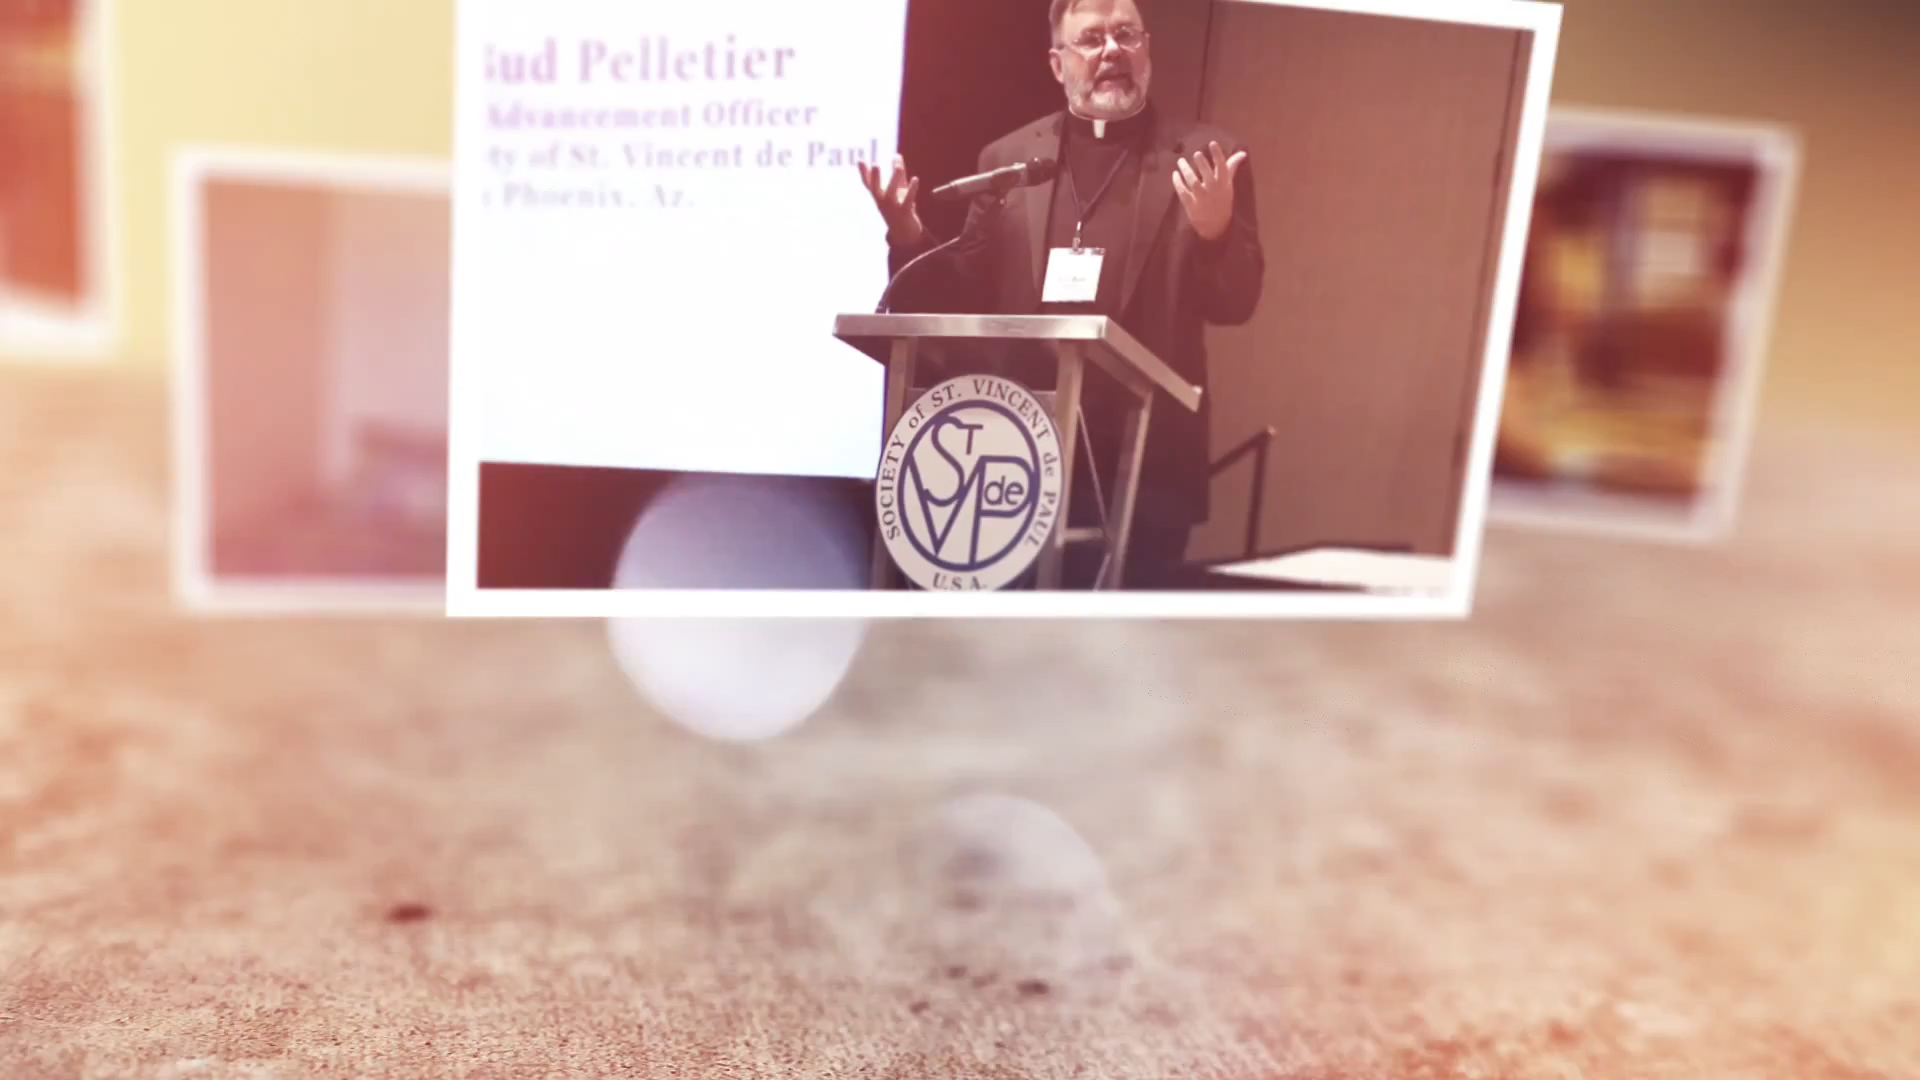 ud Pelletier
Advancement Officer
ty of St. Vincent de Paul
Phoenix, Az.
SOCIETY of ST. VINCENT de PAUL
ST
V de P
U.S.A.